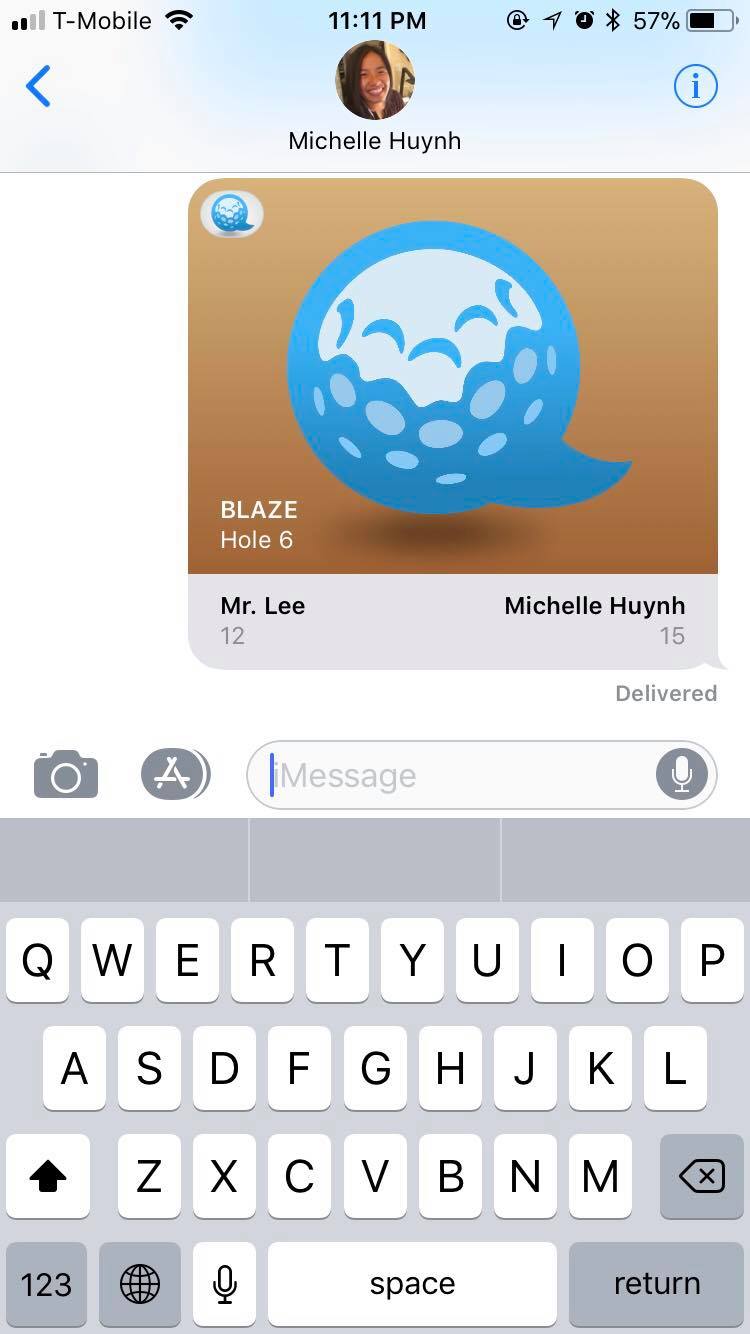 T-Mobile 11:11 PM 57%
Michelle Huynh
BLAZE
Hole 6
Mr. Lee Michelle Huynh
12 15
Delivered
iMessage
Q W E R T Y U I O P
A S D F G H J K L
Z X C V B N M
123 space return